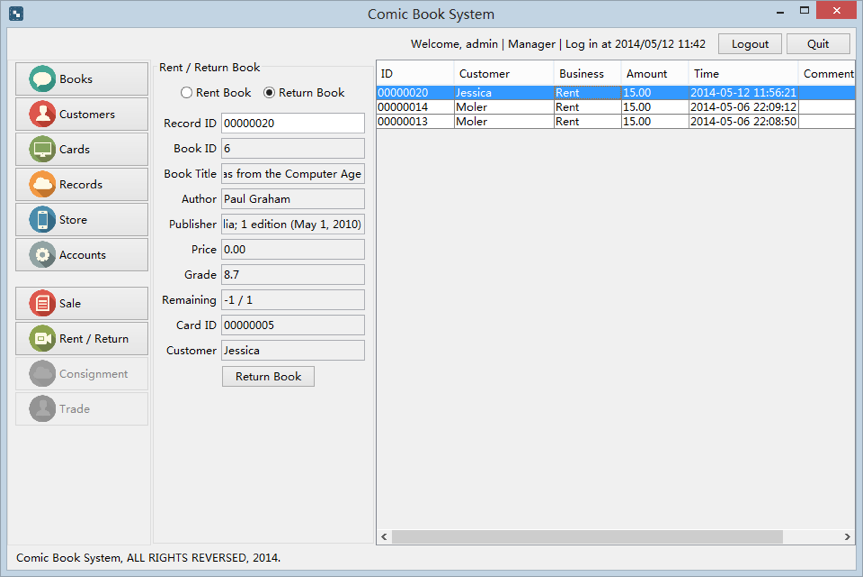 Comic Book System
Welcome, admin | Manager | Log in at 2014/05/12 11:42
Logout
Quit
Books
Customers
Cards
Records
Store
Accounts
Sale
Rent / Return
Consignment
Trade
Rent / Return Book
Rent Book
Return Book
Record ID 00000020
Book ID 6
Book Title as from the Computer Age
Author Paul Graham
Publisher lia; 1 edition (May 1, 2010)
Price 0.00
Grade 8.7
Remaining -1 / 1
Card ID 00000005
Customer Jessica
Return Book
ID Customer Business Amount Time Comment
00000020 Jessica Rent 15.00 2014-05-12 11:56:21
00000014 Moler Rent 15.00 2014-05-06 22:09:12
00000013 Moler Rent 15.00 2014-05-06 22:08:50
Comic Book System, ALL RIGHTS REVERSED, 2014.